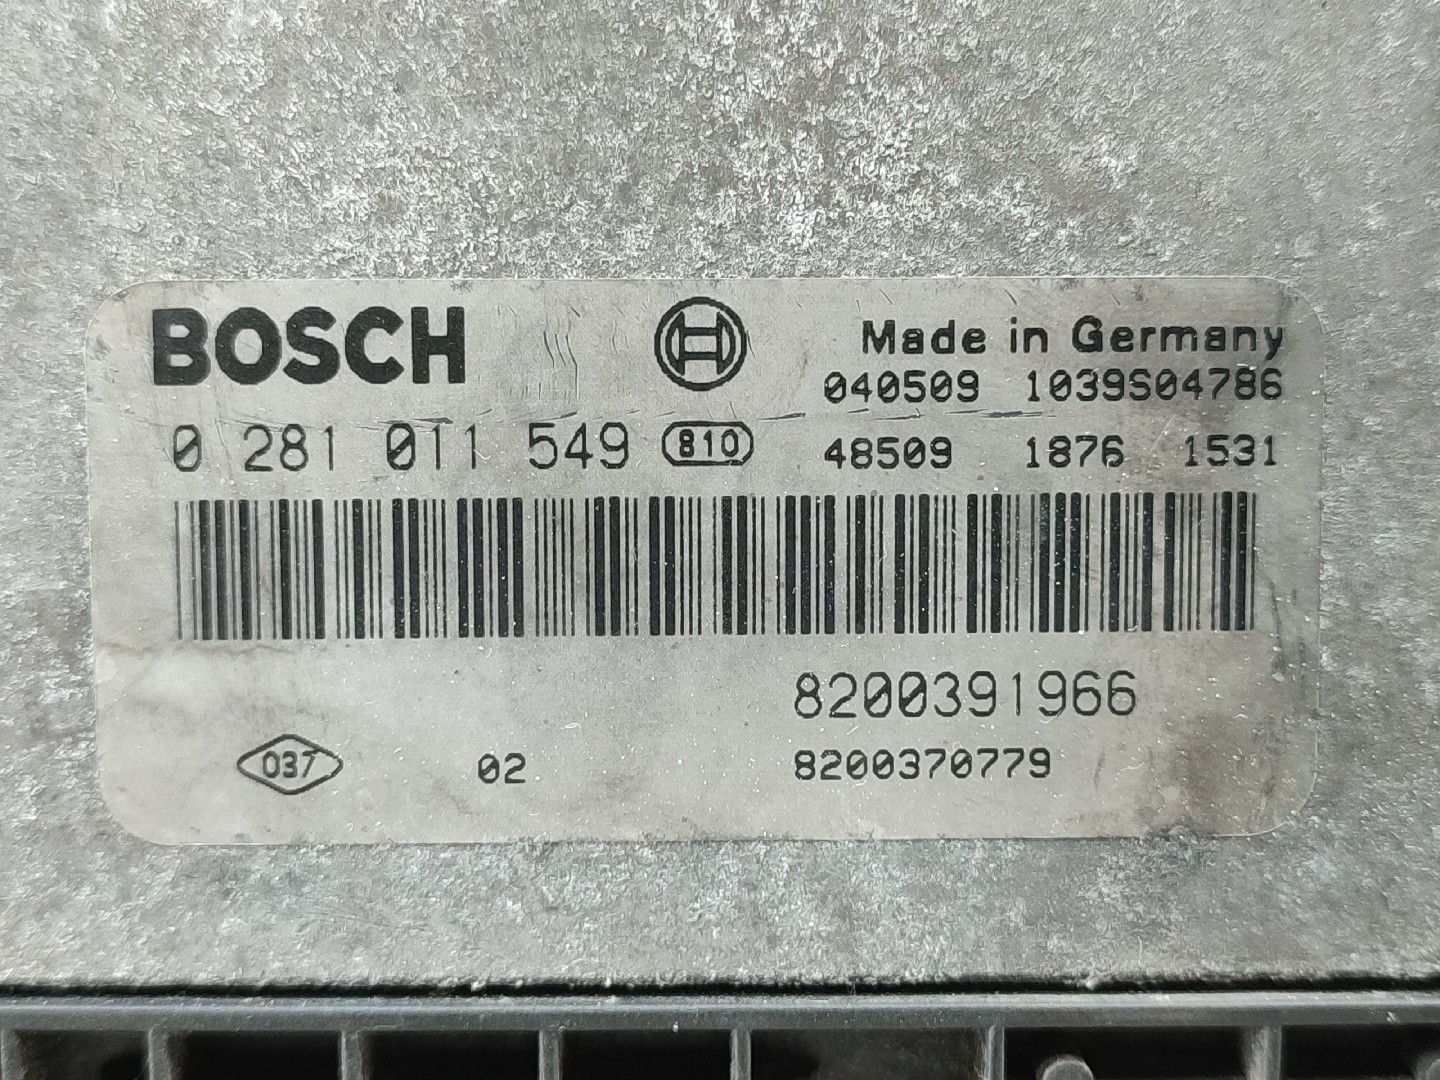 BOSCH
Made in Germany
040509 1039S04786
0 281 011 549 810 48509 1876 1531
8200391966
037 02 8200370779